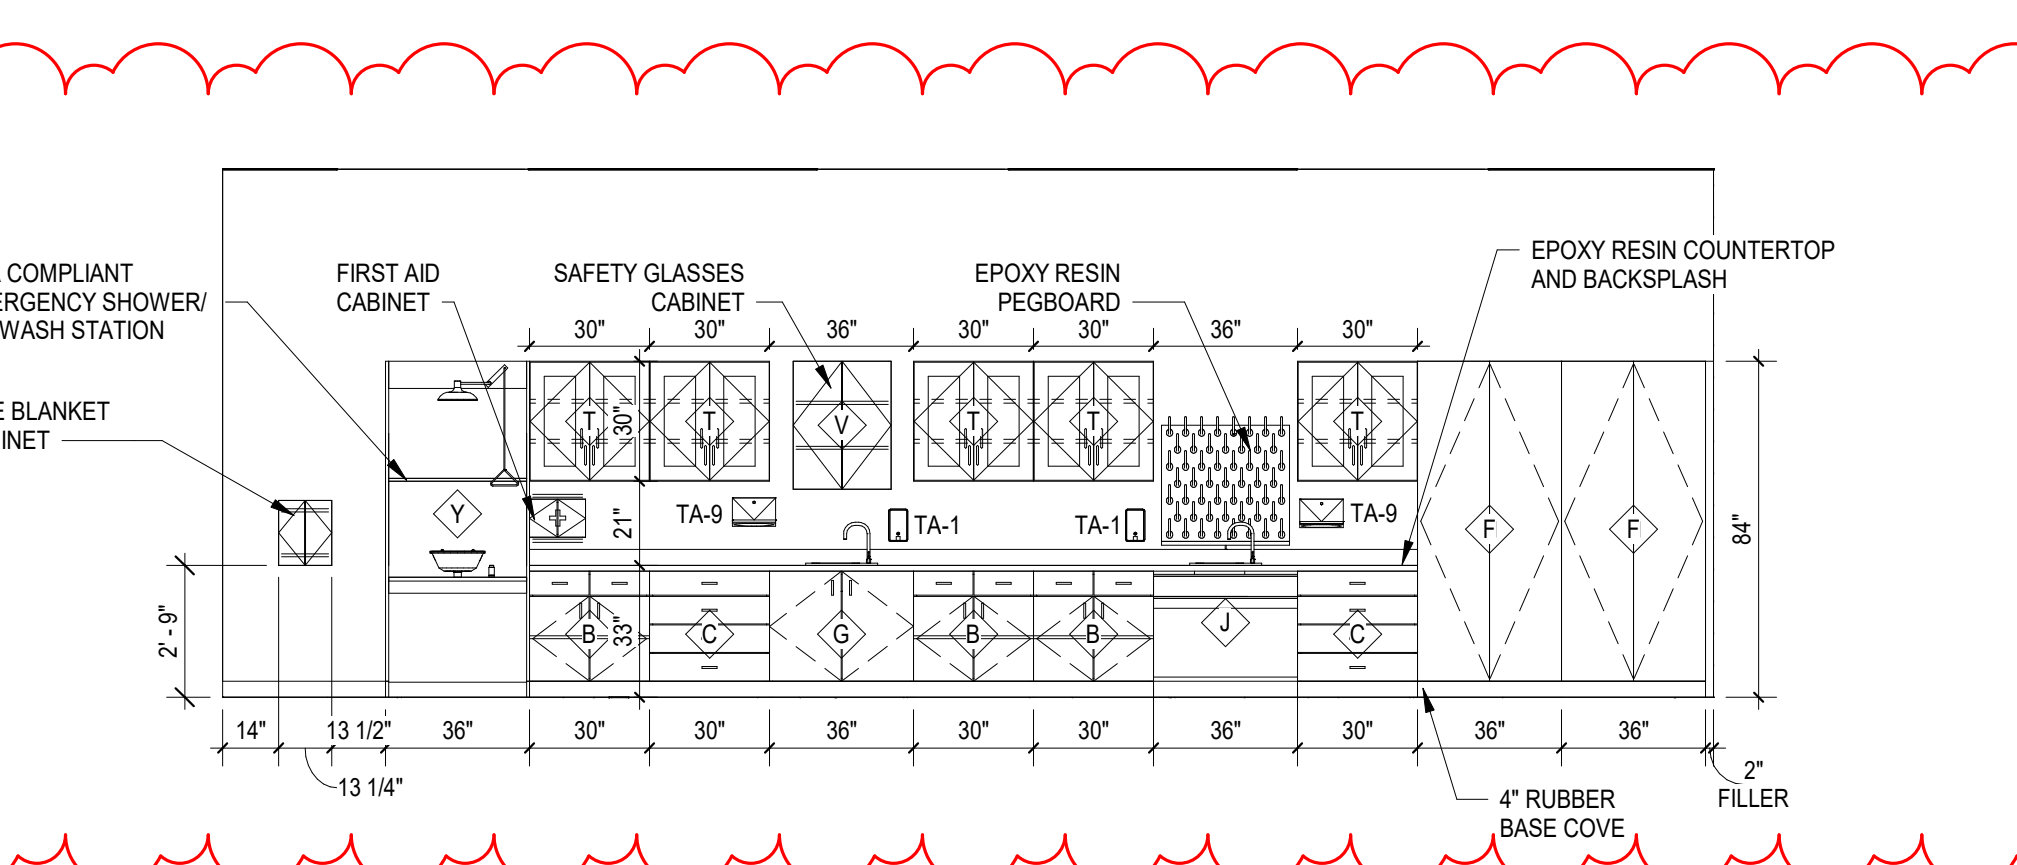 COMPLIANT
ERGENCY SHOWER/
WASH STATION
FIRST AID
CABINET
SAFETY GLASSES
CABINET
EPOXY RESIN
PEGBOARD
EPOXY RESIN COUNTERTOP
AND BACKSPLASH
30" 30" 36" 30" 30" 36" 30"
E BLANKET
INET
T T V T T T
30"
Y
TA-9 TA-1 TA-1 TA-9
21"
F F
84"
2' - 9"
B C G B B J C
33"
14" 13 1/2" 36" 30" 30" 36" 30" 30" 36" 30" 36" 36"
13 1/4"
2"
FILLER
4" RUBBER
BASE COVE